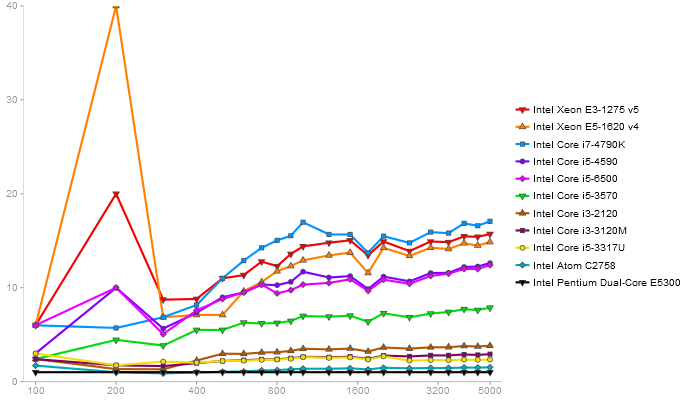 40
30
20
10
0
100 200 400 800 1600 3200 5000
Intel Xeon E3-1275 v5
Intel Xeon E5-1620 v4
Intel Core i7-4790K
Intel Core i5-4590
Intel Core i5-6500
Intel Core i5-3570
Intel Core i3-2120
Intel Core i3-3120M
Intel Core i5-3317U
Intel Atom C2758
Intel Pentium Dual-Core E5300